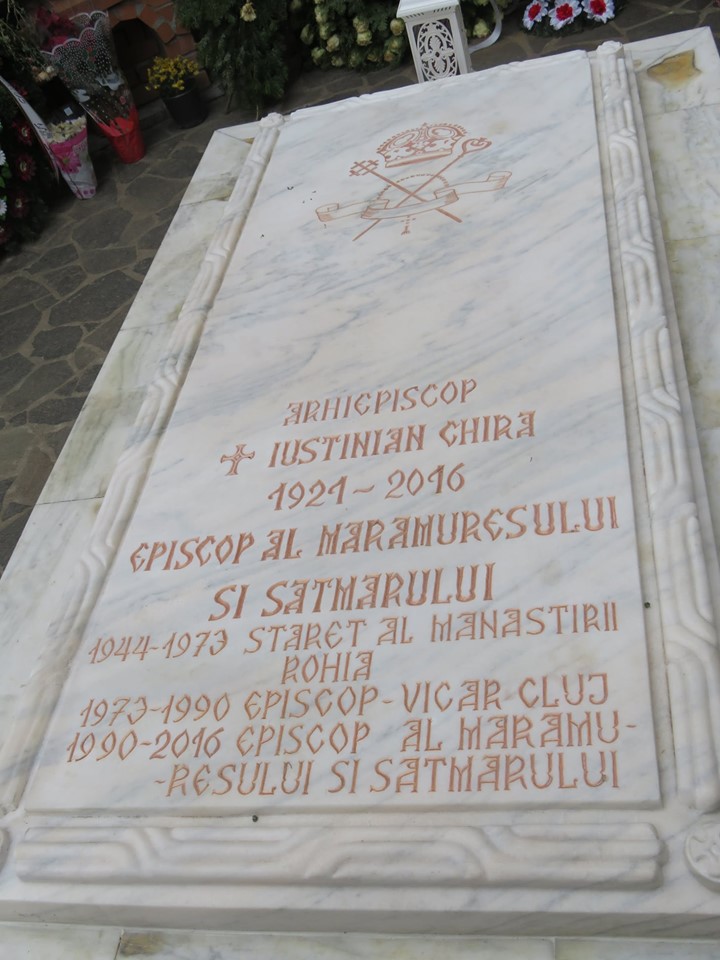 ARHIEPISCOP
IUSTINIAN CHIRA
1921 - 2016
EPISCOP AL MARAMURESULUI
SI SATMARULUI
1944-1973 STARET AL MANASTIRII
ROHIA
1973-1990 EPISCOP-VICAR CLUJ
1990-2016 EPISCOP AL MARAMU-
-RESULUI SI SATMARULUI